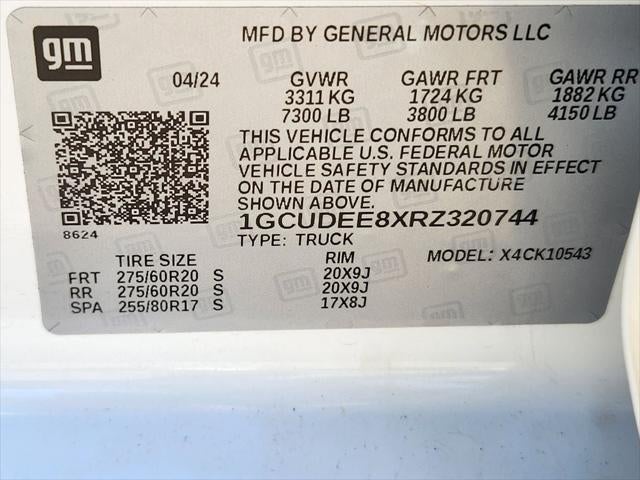 gm
MFD BY GENERAL MOTORS LLC
04/24 GVWR GAWR FRT GAWR RR
3311 KG 1724 KG 1882 KG
7300 LB 3800 LB 4150 LB
THIS VEHICLE CONFORMS TO ALL
APPLICABLE U.S. FEDERAL MOTOR
VEHICLE SAFETY STANDARDS IN EFFECT
ON THE DATE OF MANUFACTURE
SHOWN ABOVE.
8624
1GCUDEE8XRZ320744
TYPE: TRUCK MODEL: X4CK10543
TIRE SIZE RIM
FRT 275/60R20 S 20X9J
RR 275/60R20 S 20X9J
SPA 255/80R17 S 17X8J